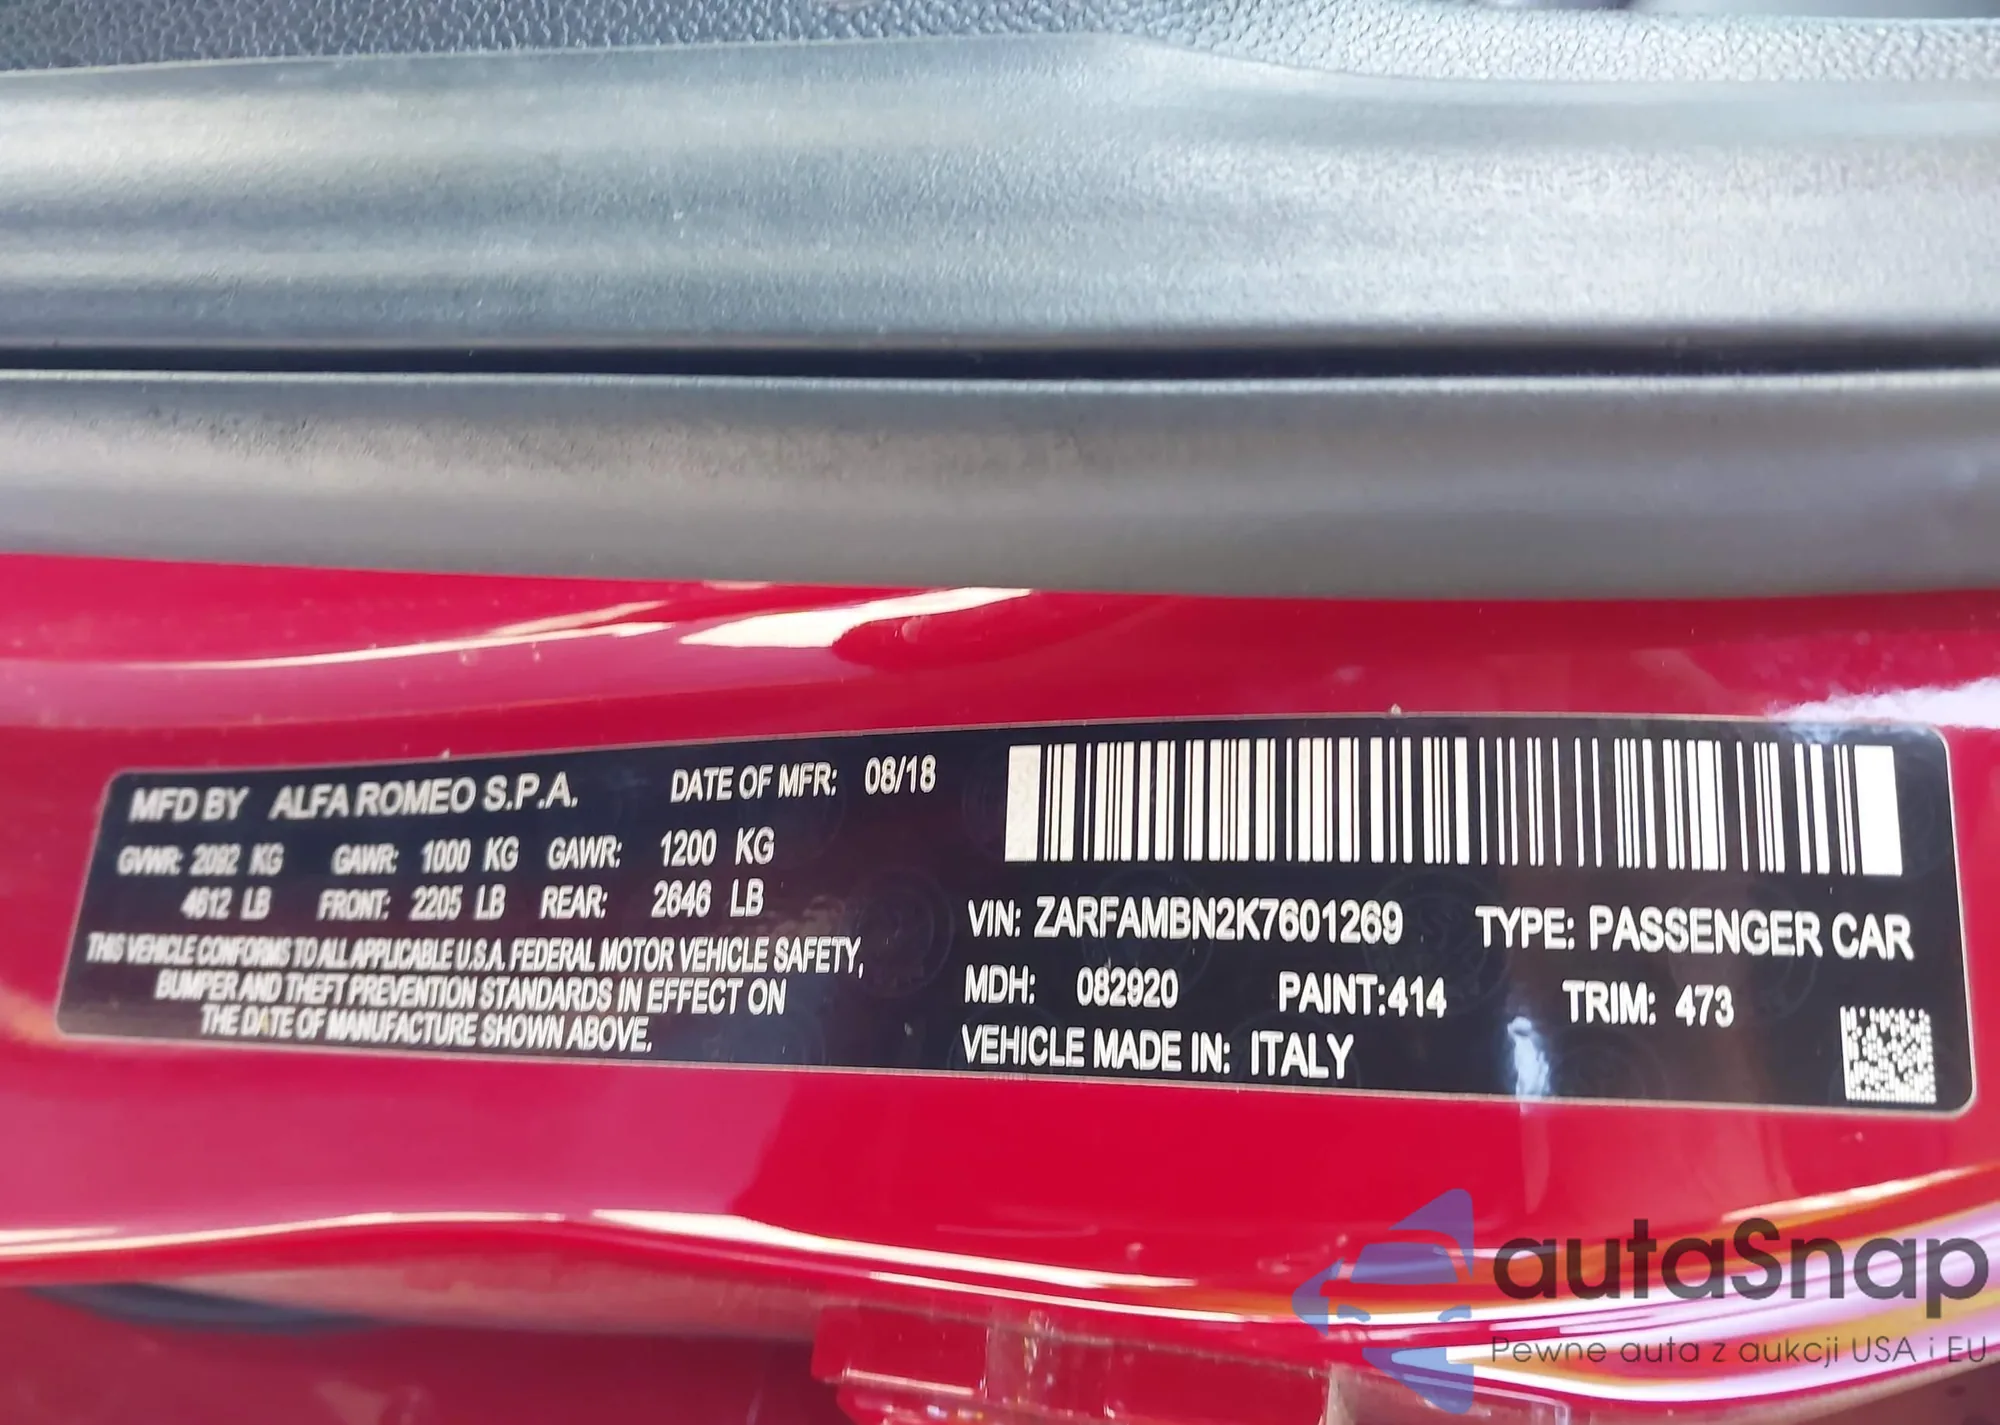 MFD BY ALFA ROMEO S.P.A. DATE OF MFR: 08/18
GVWR: 2092 KG GAWR: 1000 KG GAWR: 1200 KG
4612 LB FRONT: 2205 LB REAR: 2646 LB
THIS VEHICLE CONFORMS TO ALL APPLICABLE U.S.A. FEDERAL MOTOR VEHICLE SAFETY,
BUMPER AND THEFT PREVENTION STANDARDS IN EFFECT ON
THE DATE OF MANUFACTURE SHOWN ABOVE.
VIN: ZARFAMBN2K7601269 TYPE: PASSENGER CAR
MDH: 082920 PAINT:414 TRIM: 473
VEHICLE MADE IN: ITALY
autaSnap
Pewne auta z aukcji USA i EU